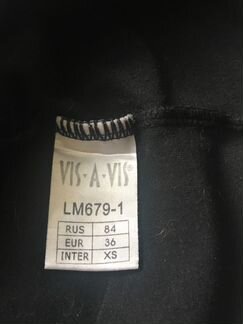 VIS·A·VIS®
LM679-1
RUS 84
EUR 36
INTER XS